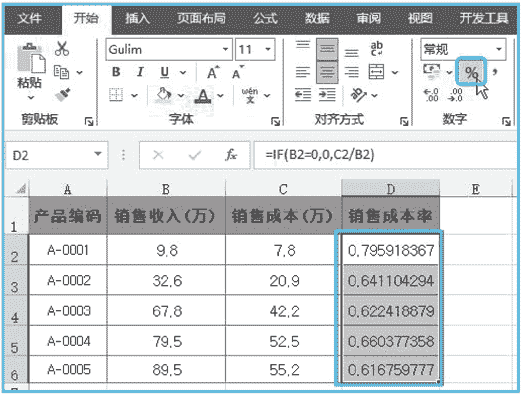 文件 开始 插入 页面布局 公式 数据 审阅 视图 开发工具
Gulim 11 ab 常规
粘贴 B I U A A %
A wén 文 .0 .00
剪贴板 字体 对齐方式 数字
D2 fx =IF(B2=0,0,C2/B2)
A B C D E
1 产品编码 销售收入(万) 销售成本(万) 销售成本率
2 A-0001 9.8 7.8 0.795918367
3 A-0002 32.6 20.9 0.641104294
4 A-0003 67.8 42.2 0.622418879
5 A-0004 79.5 52.5 0.660377358
6 A-0005 89.5 55.2 0.616759777